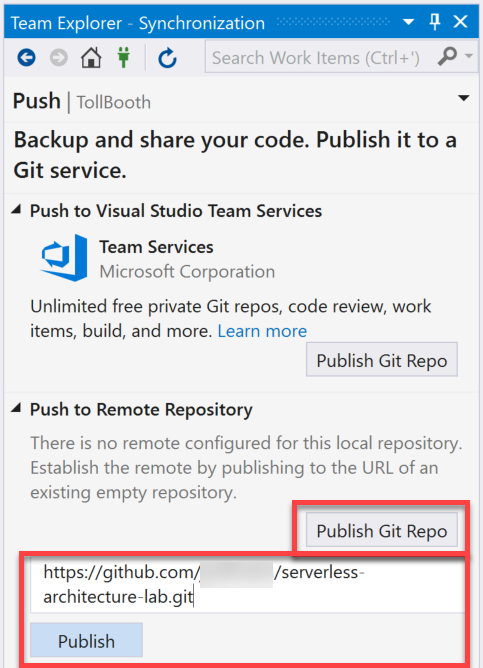 Team Explorer - Synchronization
Search Work Items (Ctrl+')
Push | TollBooth
Backup and share your code. Publish it to a
Git service.
Push to Visual Studio Team Services
Team Services
Microsoft Corporation
Unlimited free private Git repos, code review, work
items, build, and more. Learn more
Publish Git Repo
Push to Remote Repository
There is no remote configured for this local repository.
Establish the remote by publishing to the URL of an
existing empty repository.
Publish Git Repo
https://github.com/ /serverless-
architecture-lab.git
Publish